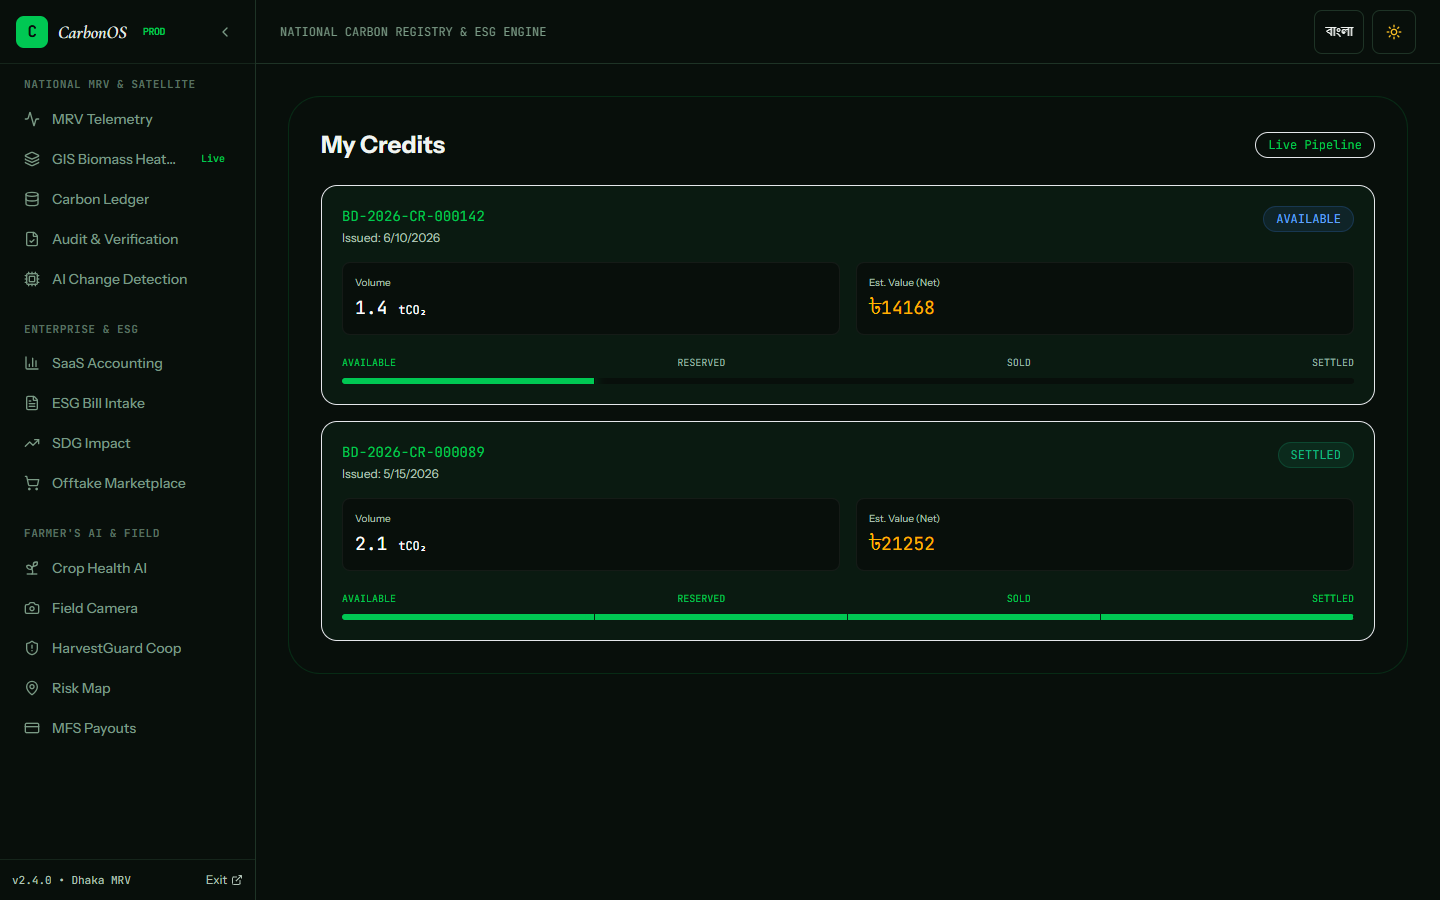 C CarbonOS PROD
NATIONAL CARBON REGISTRY & ESG ENGINE
বাংলা
NATIONAL MRV & SATELLITE
MRV Telemetry
GIS Biomass Heat... Live
Carbon Ledger
Audit & Verification
AI Change Detection
ENTERPRISE & ESG
SaaS Accounting
ESG Bill Intake
SDG Impact
Offtake Marketplace
FARMER'S AI & FIELD
Crop Health AI
Field Camera
HarvestGuard Coop
Risk Map
MFS Payouts
v2.4.0 • Dhaka MRV
Exit
My Credits
Live Pipeline
BD-2026-CR-000142
AVAILABLE
Issued: 6/10/2026
Volume
1.4 tCO₂
Est. Value (Net)
৳14168
AVAILABLE RESERVED SOLD SETTLED
BD-2026-CR-000089
SETTLED
Issued: 5/15/2026
Volume
2.1 tCO₂
Est. Value (Net)
৳21252
AVAILABLE RESERVED SOLD SETTLED